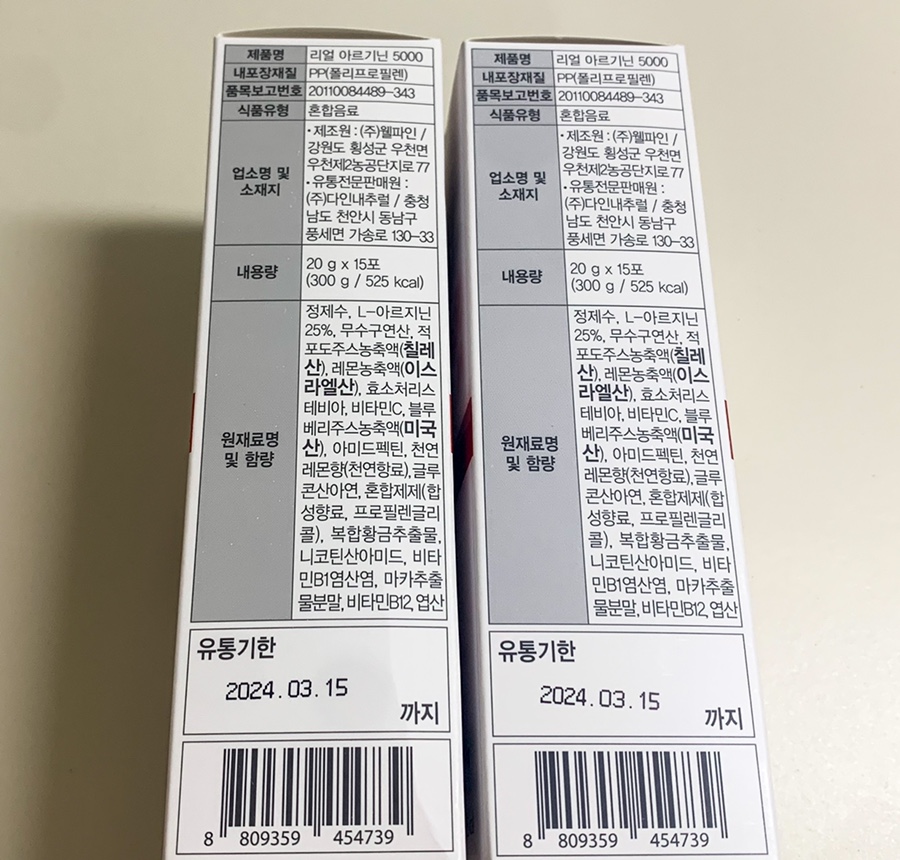 제품명 리얼 아르기닌 5000
내포장재질 PP(폴리프로필렌)
품목보고번호 20110084489-343
식품유형 혼합음료
업소명 및 소재지
• 제조원 : (주)웰파인 /
강원도 횡성군 우천면
우천제2농공단지로 77
• 유통전문판매원 :
(주)다인내추럴 / 충청
남도 천안시 동남구
풍세면 가송로 130-33
내용량
20 g x 15포
(300 g / 525 kcal)
원재료명
및 함량
정제수, L-아르지닌
25%, 무수구연산, 적
포도주스농축액(칠레
산), 레몬농축액(이스
라엘산), 효소처리스
테비아, 비타민C, 블루
베리주스농축액(미국
산), 아미드펙틴, 천연
레몬향(천연향료), 글루
콘산아연, 혼합제제(합
성향료, 프로필렌글리
콜), 복합황금추출물,
니코틴산아미드, 비타
민B1염산염, 마카추출
물분말, 비타민B12, 엽산
유통기한
2024.03.15
까지
8 809359 454739
제품명 리얼 아르기닌 5000
내포장재질 PP(폴리프로필렌)
품목보고번호 20110084489-343
식품유형 혼합음료
업소명 및
소재지
• 제조원 : (주)웰파인 /
강원도 횡성군 우천면
우천제2농공단지로 77
• 유통전문판매원 :
(주)다인내추럴 / 충청
남도 천안시 동남구
풍세면 가송로 130-33
내용량
20 g x 15포
(300 g / 525 kcal)
원재료명
및 함량
정제수, L-아르지닌
25%, 무수구연산, 적
포도주스농축액(칠레
산), 레몬농축액(이스
라엘산), 효소처리스
테비아, 비타민C, 블루
베리주스농축액(미국
산), 아미드펙틴, 천연
레몬향(천연향료), 글루
콘산아연, 혼합제제(합
성향료, 프로필렌글리
콜), 복합황금추출물,
니코틴산아미드, 비타
민B1염산염, 마카추출
물분말, 비타민B12, 엽산
유통기한
2024.03.15
까지
8 809359 454739